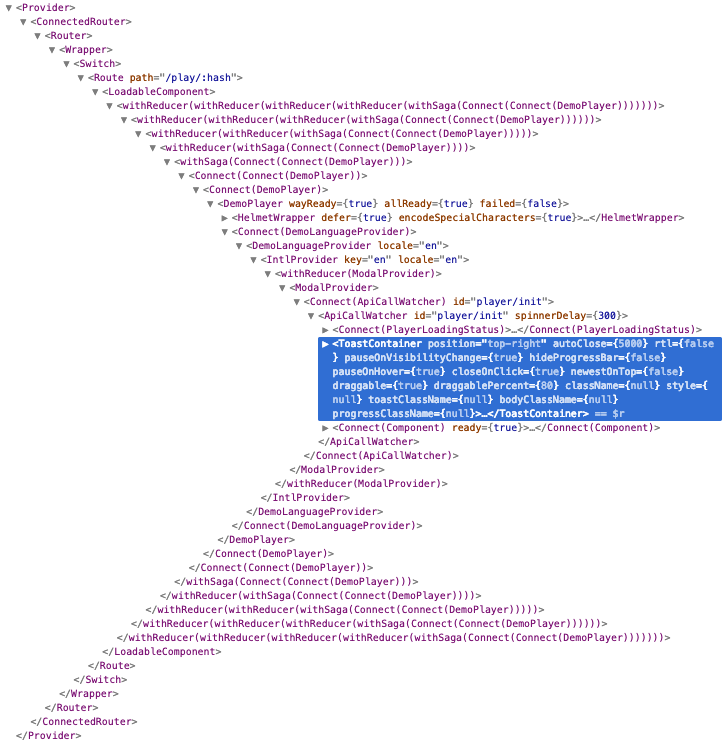 ▼<Provider>
▼<ConnectedRouter>
▼<Router>
▼<Wrapper>
▼<Switch>
▼<Route path="/play/:hash">
▼<LoadableComponent>
▼<withReducer(withReducer(withReducer(withReducer(withSaga(Connect(Connect(DemoPlayer)))))))>
▼<withReducer(withReducer(withReducer(withSaga(Connect(Connect(DemoPlayer))))))>
▼<withReducer(withReducer(withSaga(Connect(Connect(DemoPlayer)))))>
▼<withReducer(withSaga(Connect(Connect(DemoPlayer))))>
▼<withSaga(Connect(Connect(DemoPlayer)))>
▼<Connect(Connect(DemoPlayer))>
▼<Connect(DemoPlayer)>
▼<DemoPlayer wayReady={true} allReady={true} failed={false}>
▶<HelmetWrapper defer={true} encodeSpecialCharacters={true}>…</HelmetWrapper>
▼<Connect(DemoLanguageProvider)>
▼<DemoLanguageProvider locale="en">
▼<IntlProvider key="en" locale="en">
▼<withReducer(ModalProvider)>
▼<ModalProvider>
▼<Connect(ApiCallWatcher) id="player/init">
▼<ApiCallWatcher id="player/init" spinnerDelay={300}>
▶<Connect(PlayerLoadingStatus)>…</Connect(PlayerLoadingStatus)>
▶<ToastContainer position="top-right" autoClose={5000} rtl={false
} pauseOnVisibilityChange={true} hideProgressBar={false}
pauseOnHover={true} closeOnClick={true} newestOnTop={false}
draggable={true} draggablePercent={80} className={null} style={
null} toastClassName={null} bodyClassName={null}
progressClassName={null}>…</ToastContainer> == $r
▶<Connect(Component) ready={true}>…</Connect(Component)>
</ApiCallWatcher>
</Connect(ApiCallWatcher)>
</ModalProvider>
</withReducer(ModalProvider)>
</IntlProvider>
</DemoLanguageProvider>
</Connect(DemoLanguageProvider)>
</DemoPlayer>
</Connect(DemoPlayer)>
</Connect(Connect(DemoPlayer))>
</withSaga(Connect(Connect(DemoPlayer)))>
</withReducer(withSaga(Connect(Connect(DemoPlayer))))>
</withReducer(withReducer(withSaga(Connect(Connect(DemoPlayer)))))>
</withReducer(withReducer(withReducer(withSaga(Connect(Connect(DemoPlayer))))))>
</withReducer(withReducer(withReducer(withReducer(withSaga(Connect(Connect(DemoPlayer)))))))>
</LoadableComponent>
</Route>
</Switch>
</Wrapper>
</Router>
</ConnectedRouter>
</Provider>